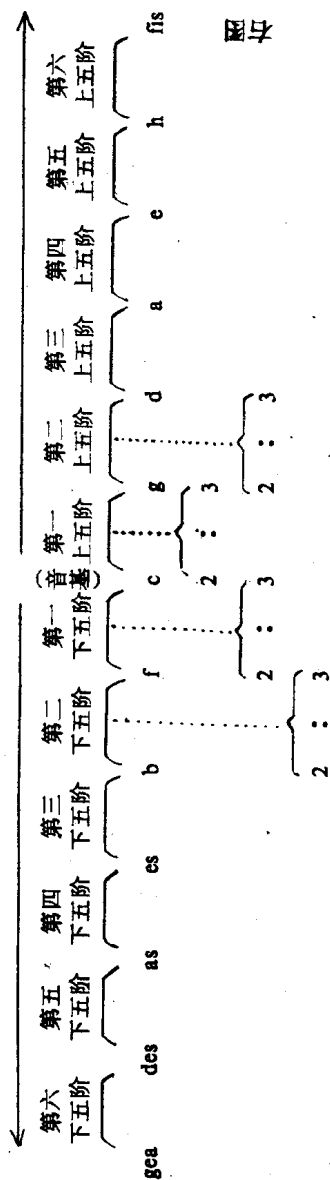 第六 第五 第四 第三 第二 第一 (音基) 第一 第二 第三 第四 第五 第六
下五阶 下五阶 下五阶 下五阶 下五阶 下五阶 上五阶 上五阶 上五阶 上五阶 上五阶 上五阶
gea des as es b f c g d a e h fis
2 : 3
2 : 3 2 : 3
2 : 3